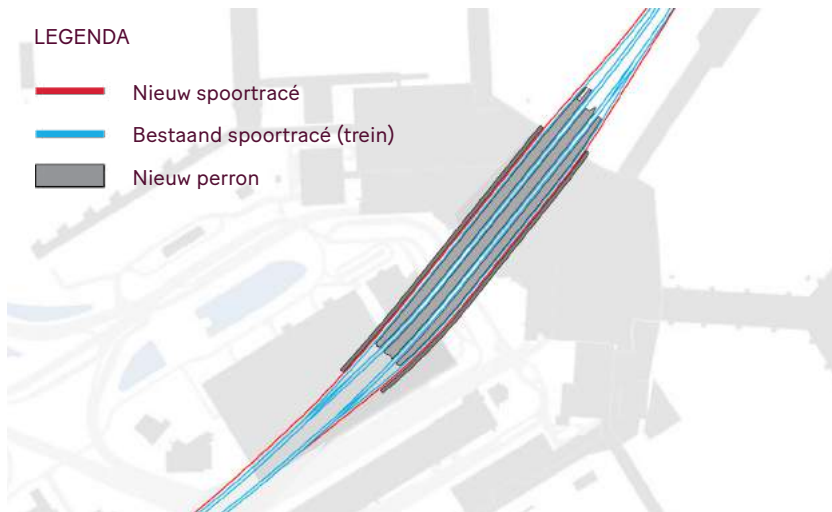 LEGENDA
Nieuw spoortracé
Bestaand spoortracé (trein)
Nieuw perron